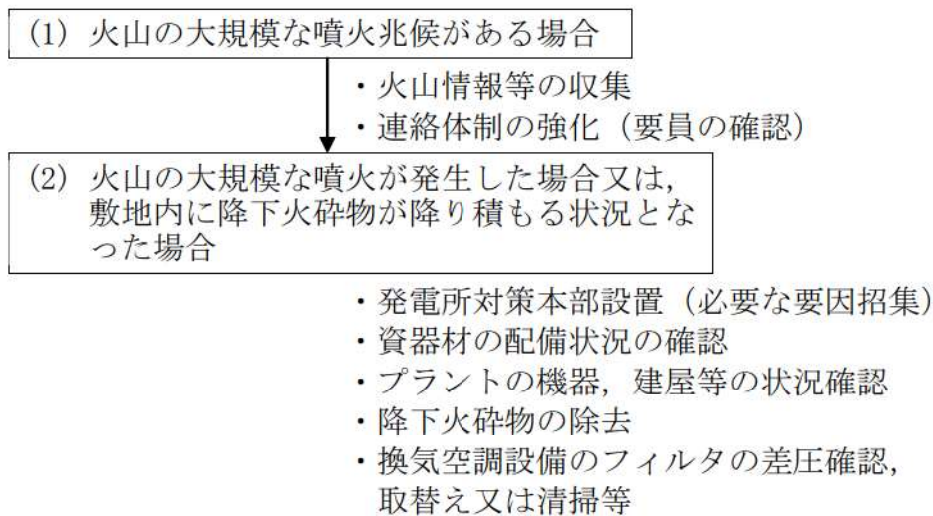 (1) 火山の大規模な噴火兆候がある場合
・火山情報等の収集
・連絡体制の強化（要員の確認）
(2) 火山の大規模な噴火が発生した場合又は，
敷地内に降下火砕物が降り積もる状況とな
った場合
・発電所対策本部設置（必要な要因招集）
・資器材の配備状況の確認
・プラントの機器，建屋等の状況確認
・降下火砕物の除去
・換気空調設備のフィルタの差圧確認，
取替え又は清掃等